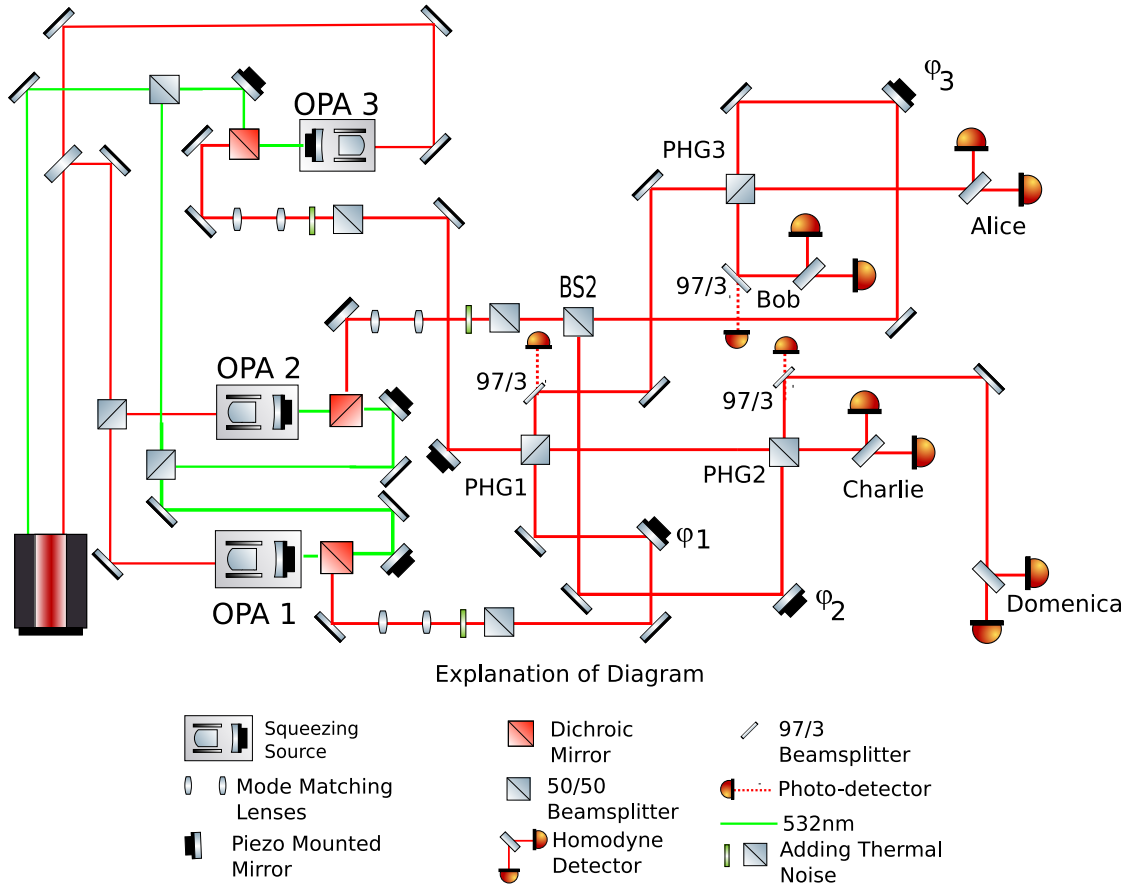 φ3
OPA 3
PHG3
Alice
97/3
Bob
BS2
OPA 2
97/3
97/3
PHG1
PHG2
Charlie
φ1
OPA 1
φ2
Domenica
Explanation of Diagram
Squeezing
Source
Dichroic
Mirror
97/3
Beamsplitter
Mode Matching
Lenses
50/50
Beamsplitter
Photo-detector
532nm
Piezo Mounted
Mirror
Homodyne
Detector
Adding Thermal
Noise